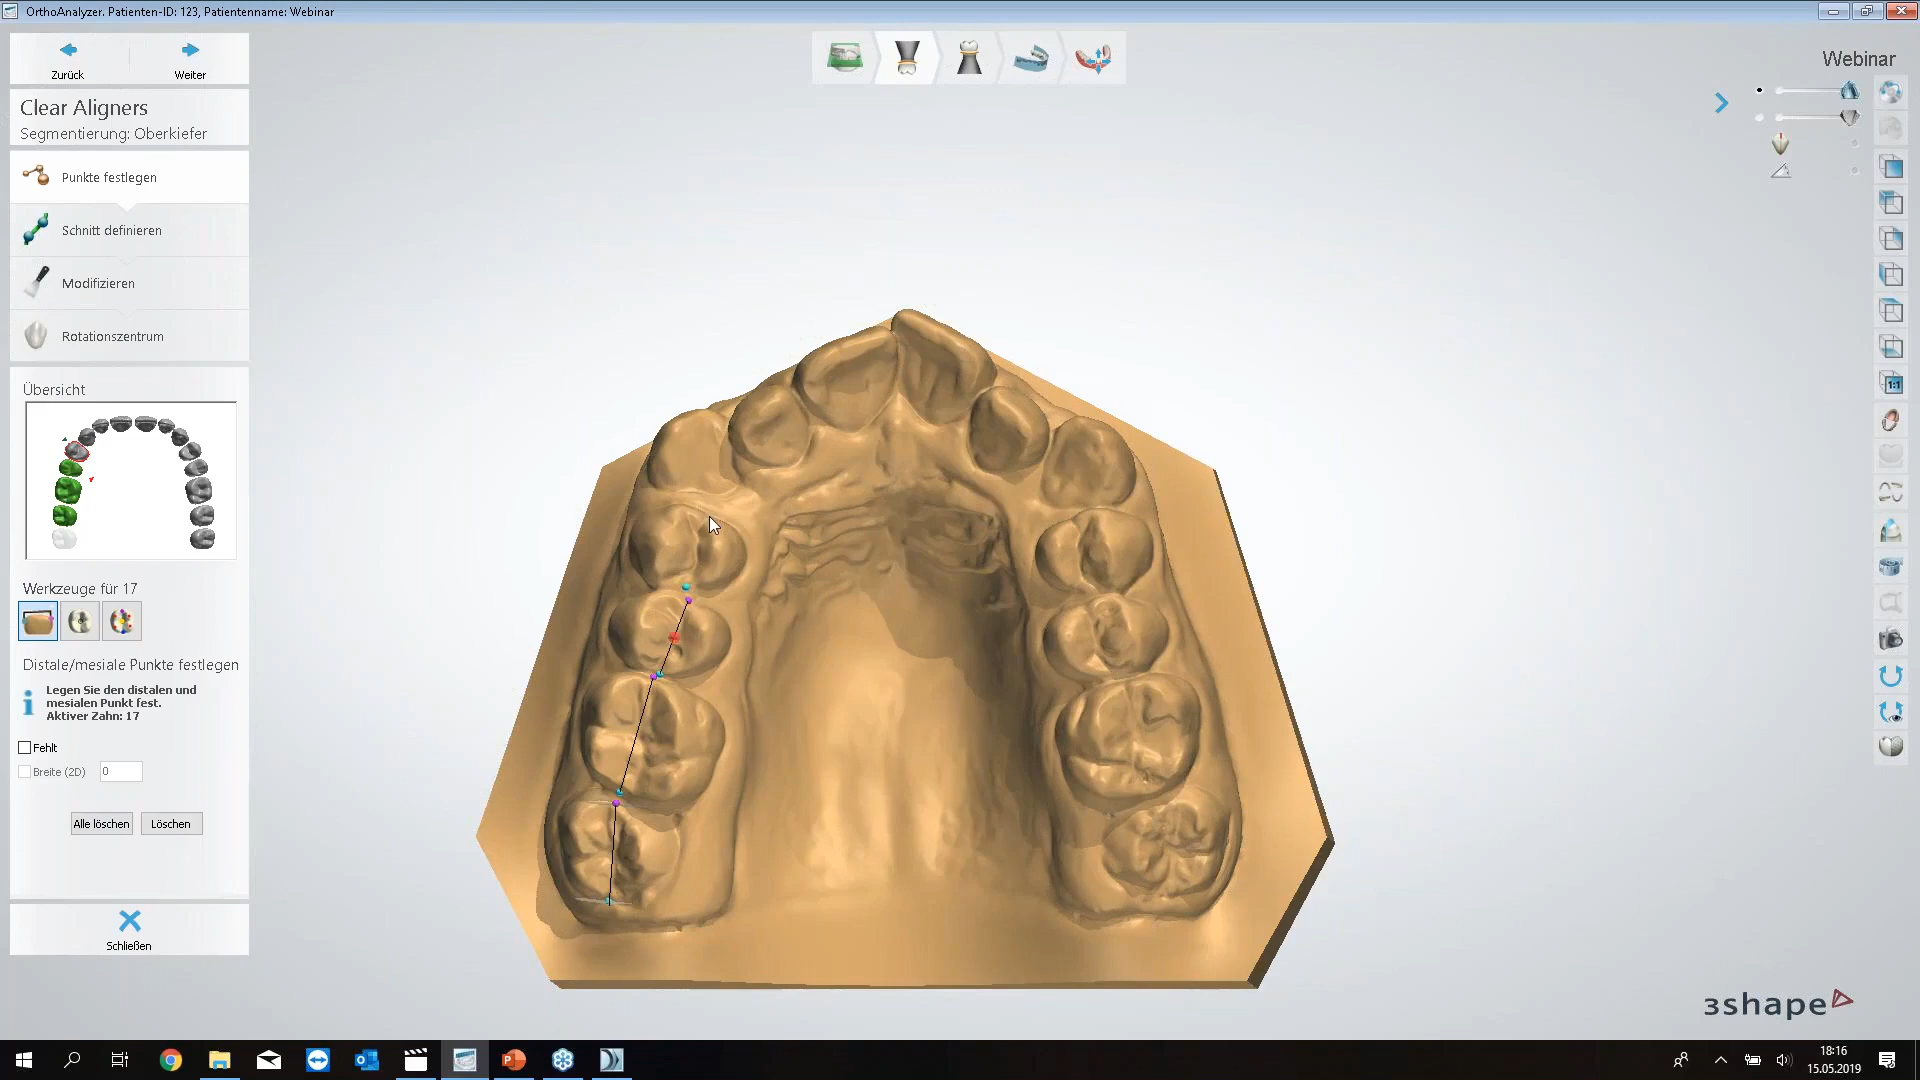 OrthoAnalyzer. Patienten-ID: 123, Patientenname: Webinar
Zurück
Weiter
Webinar
Clear Aligners
Segmentierung: Oberkiefer
Punkte festlegen
Schnitt definieren
Modifizieren
Rotationszentrum
Übersicht
1:1
Werkzeuge für 17
Distale/mesiale Punkte festlegen
Legen Sie den distalen und
mesialen Punkt fest.
Aktiver Zahn: 17
Fehlt
Breite (2D) 0
Alle löschen
Löschen
Schließen
3shape
18:16
15.05.2019